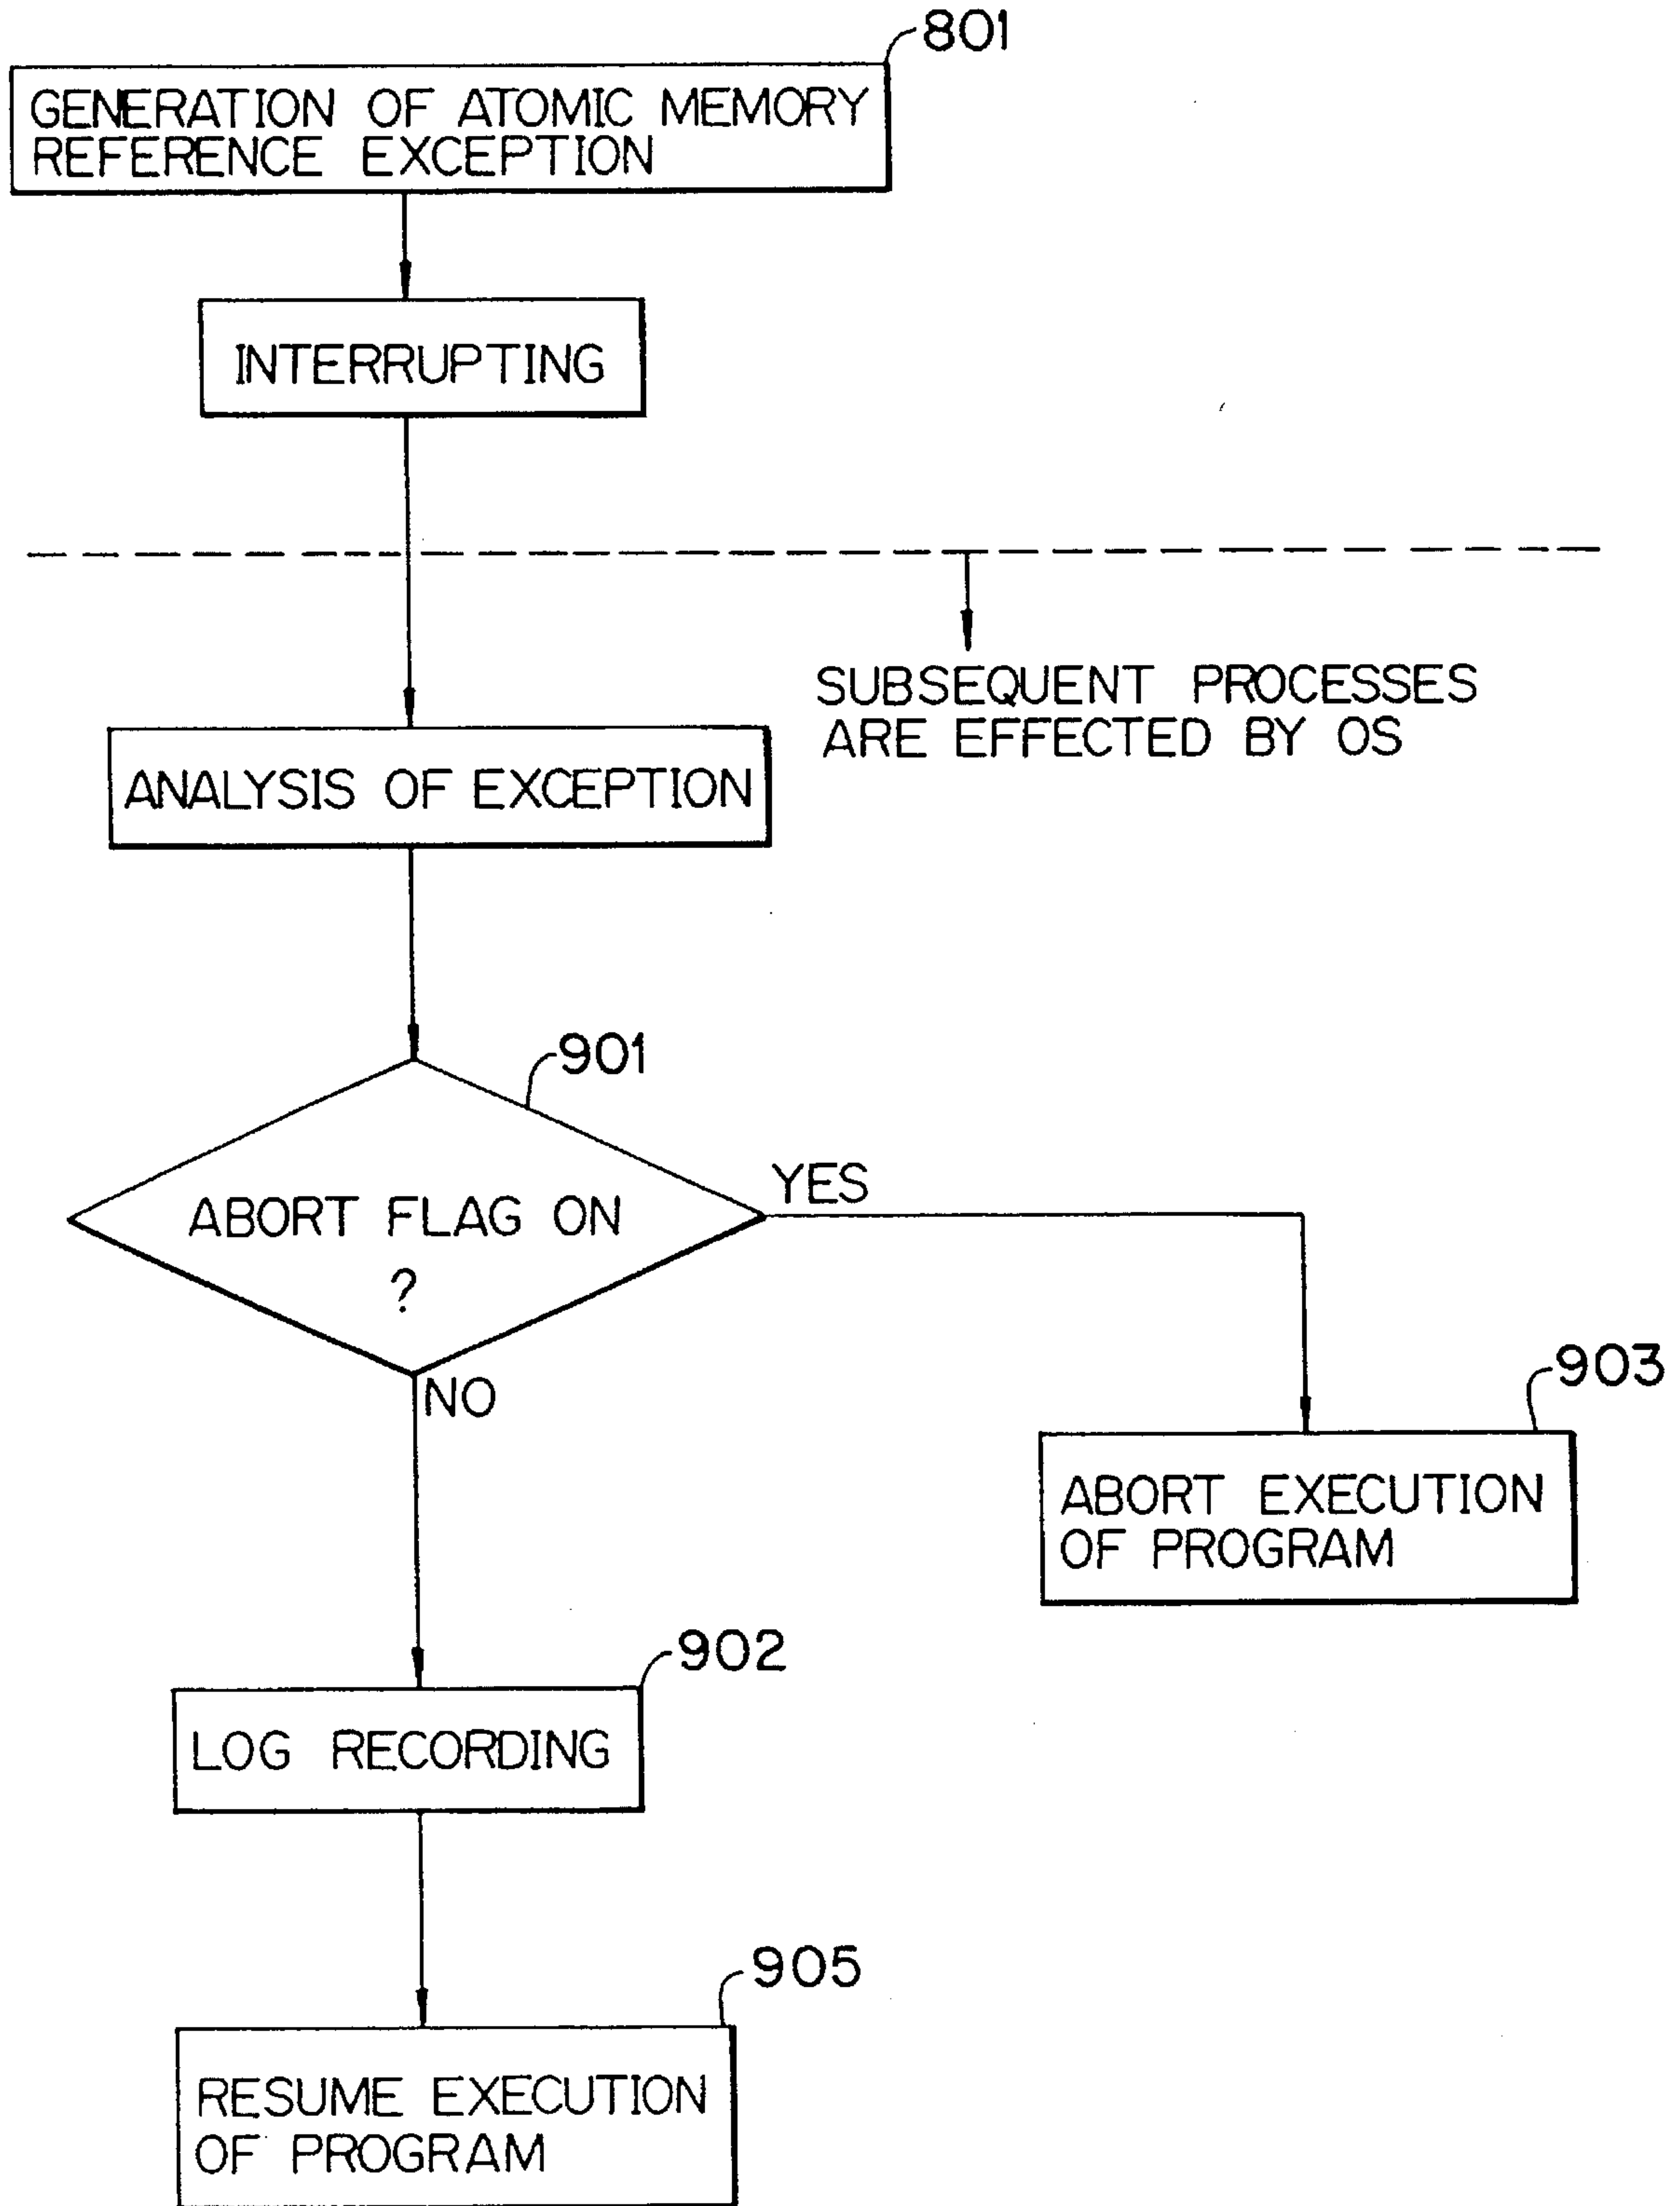 801
GENERATION OF ATOMIC MEMORY
REFERENCE EXCEPTION
INTERRUPTING
SUBSEQUENT PROCESSES
ARE EFFECTED BY OS
ANALYSIS OF EXCEPTION
901
ABORT FLAG ON
?
YES
NO
903
ABORT EXECUTION
OF PROGRAM
902
LOG RECORDING
905
RESUME EXECUTION
OF PROGRAM